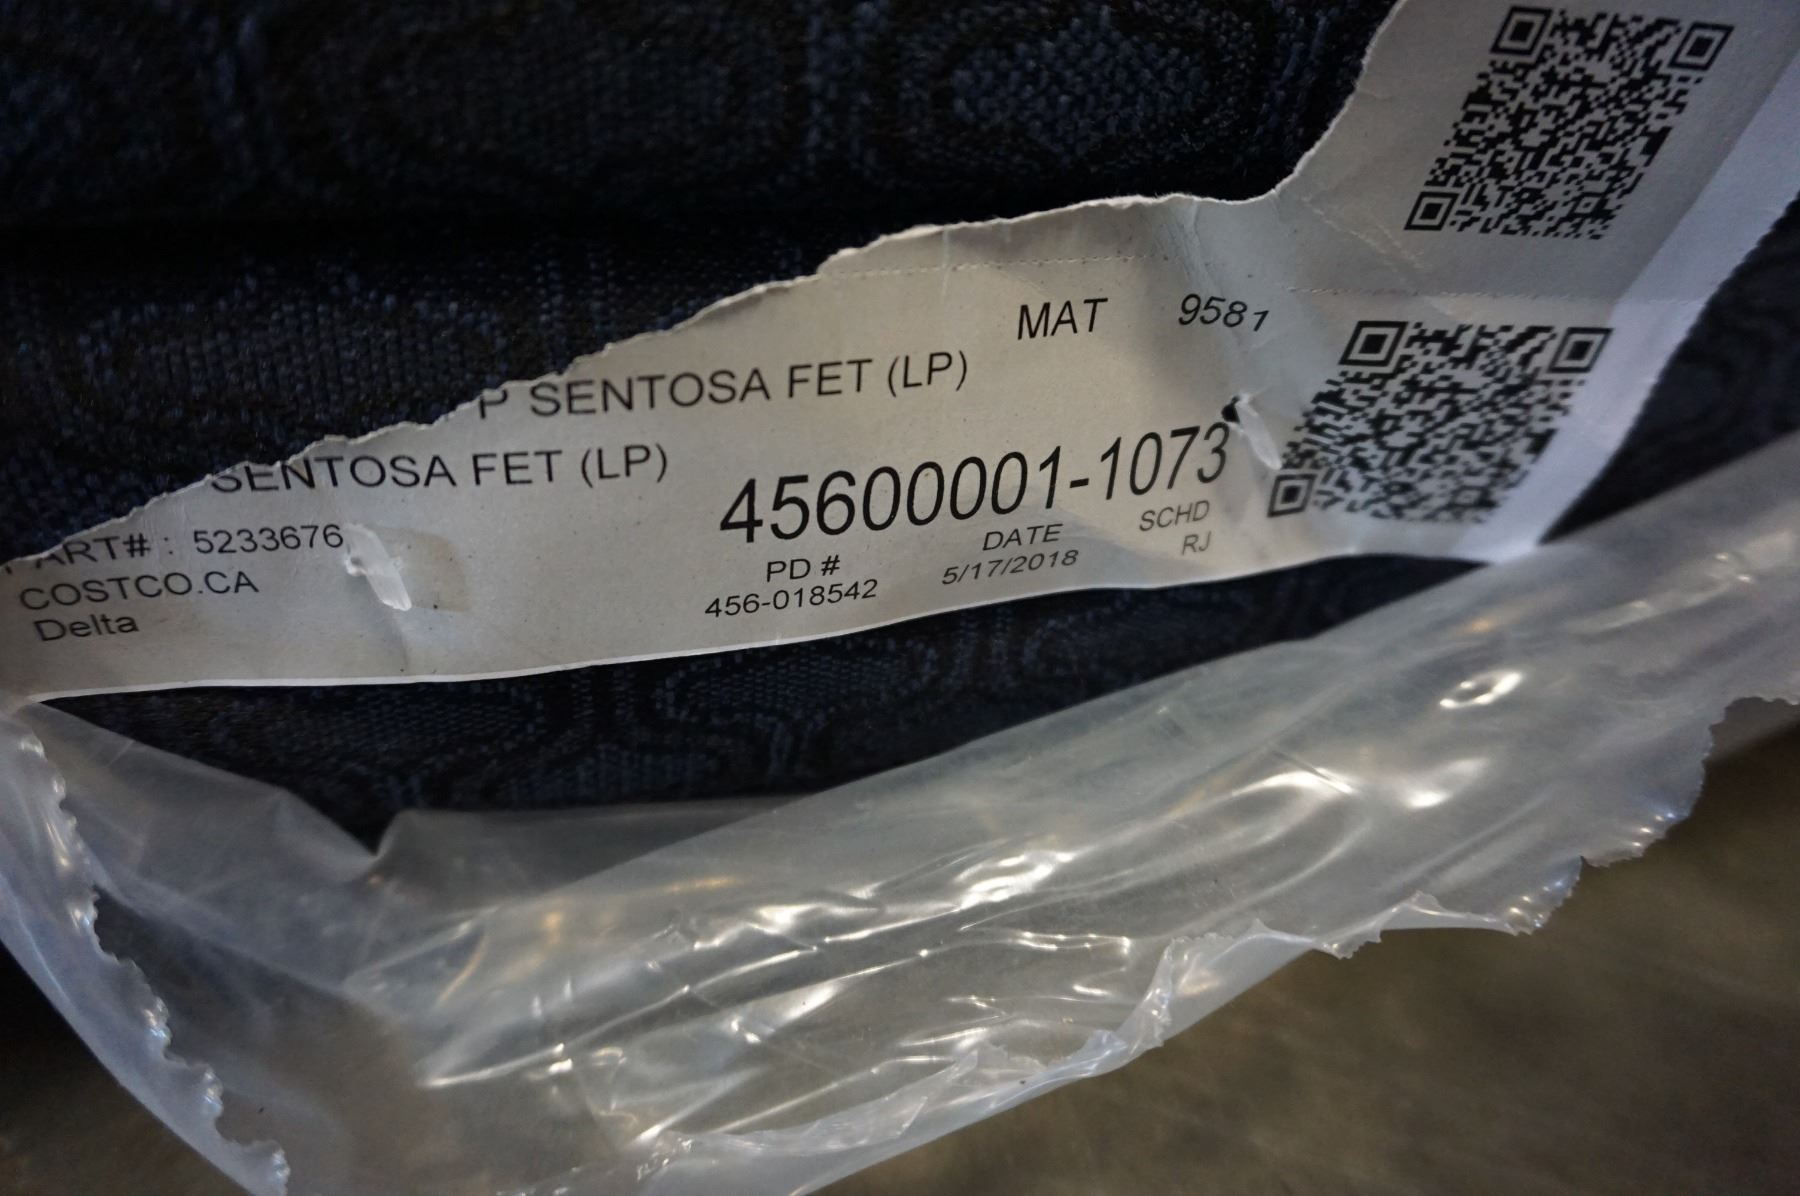 MAT 9581
P SENTOSA FET (LP)
SENTOSA FET (LP)
PART# : 5233676
COSTCO.CA
Delta
45600001-1073
PD # DATE SCHD
456-018542 5/17/2018 RJ